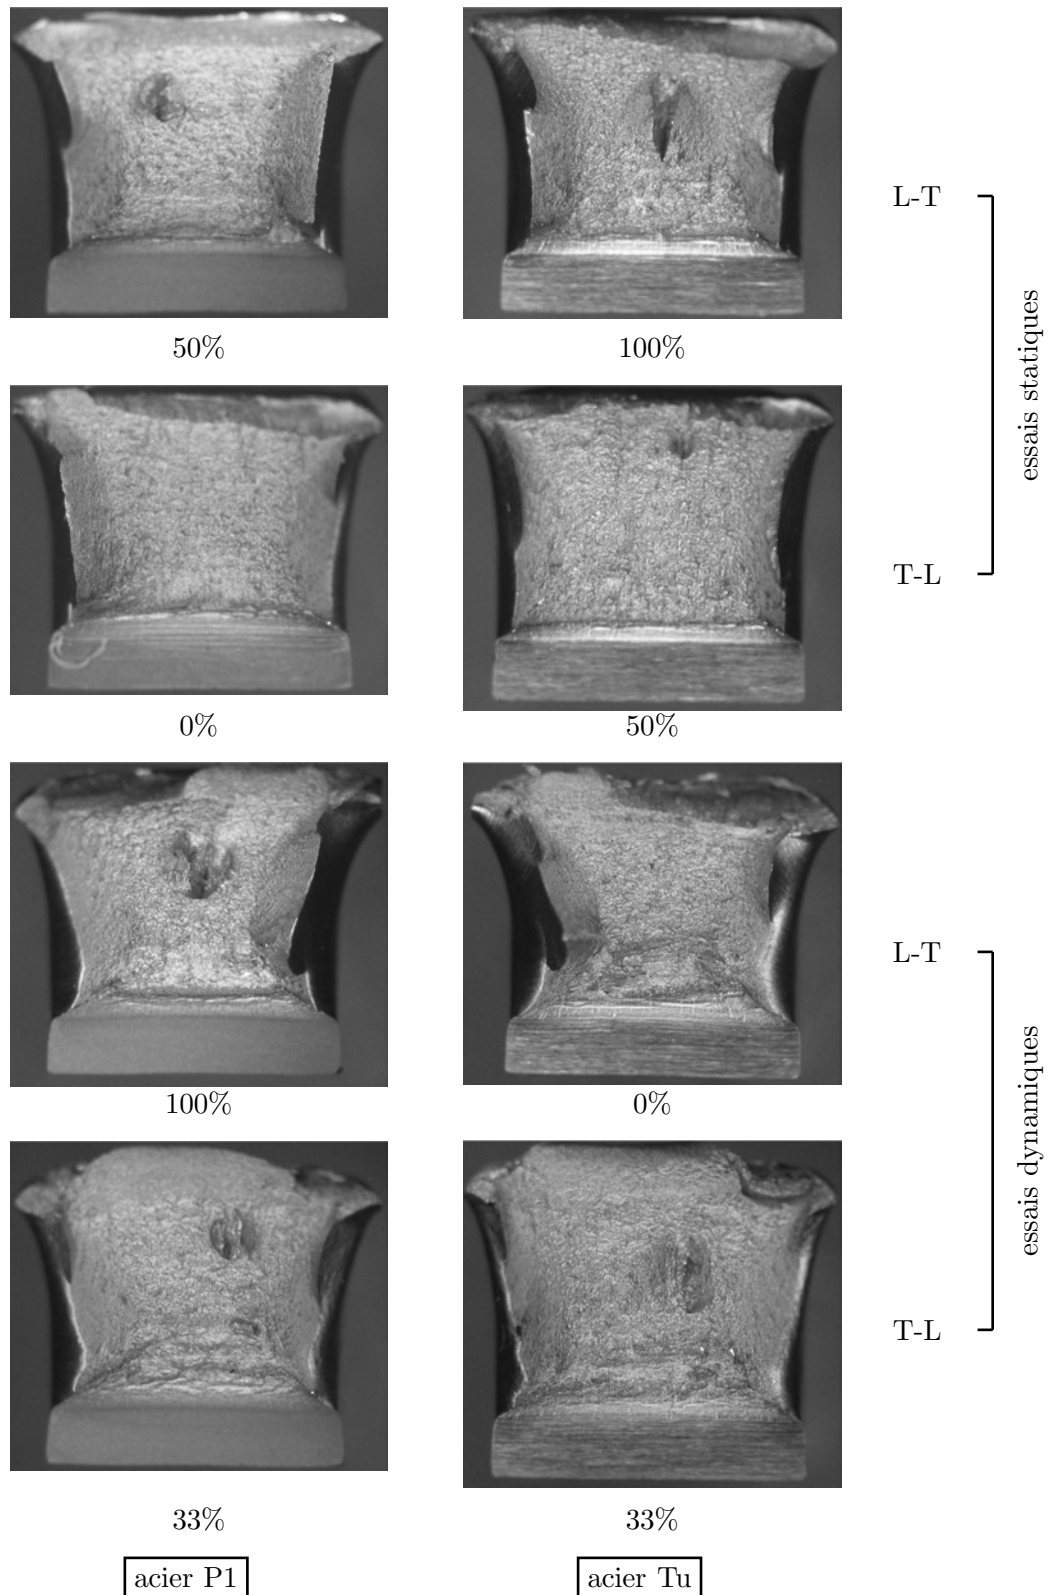 L-T
50%
100%
essais statiques
T-L
0%
50%
L-T
100%
0%
essais dynamiques
T-L
33%
33%
acier P1
acier Tu